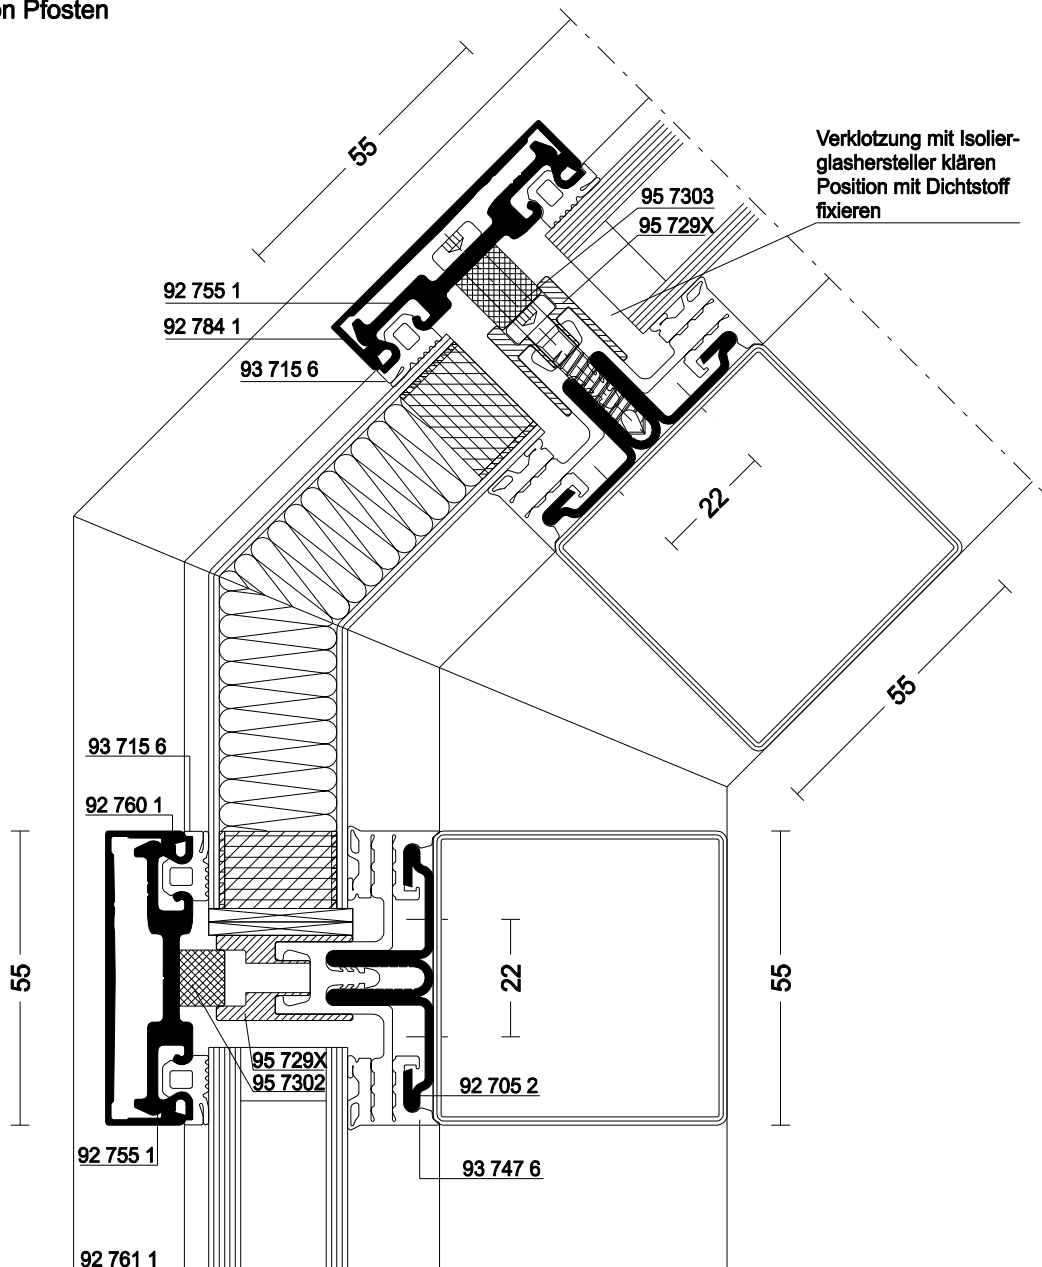 n Pfosten
55
Verklotzung mit Isolier-
glashersteller klären
Position mit Dichtstoff
fixieren
95 7303
95 729X
92 755 1
92 784 1
93 715 6
22
55
93 715 6
92 760 1
55
22
55
95 729X
95 7302
92 705 2
92 755 1
93 747 6
92 761 1